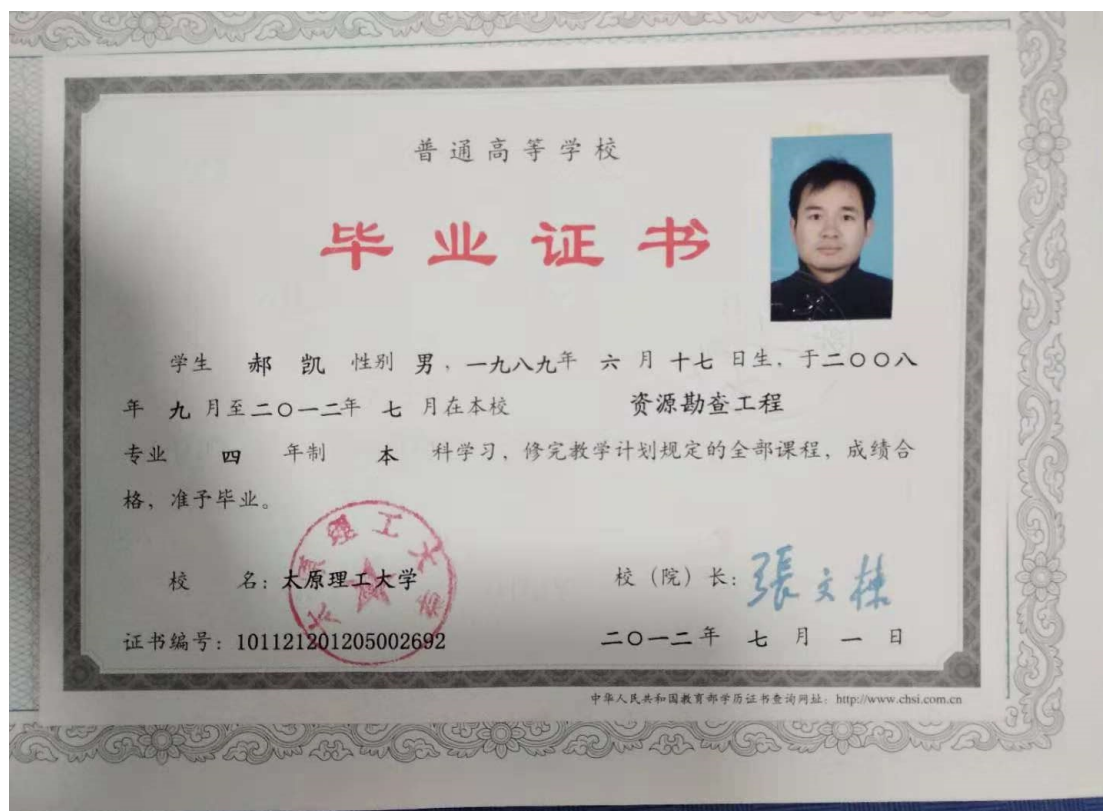 普通高等学校
毕业证书
学生 郝凯 性别 男，一九八九年 六 月 十七 日生，于二〇〇八
年 九 月至二〇一二年 七 月在本校 资源勘查工程
专业 四 年制 本 科学习，修完教学计划规定的全部课程，成绩合
格，准予毕业。
太原理工大学
校 名：太原理工大学 校（院）长：張文棟
证书编号：101121201205002692 二〇一二年 七 月 一 日
中华人民共和国教育部学历证书查询网址：http://www.chsi.com.cn